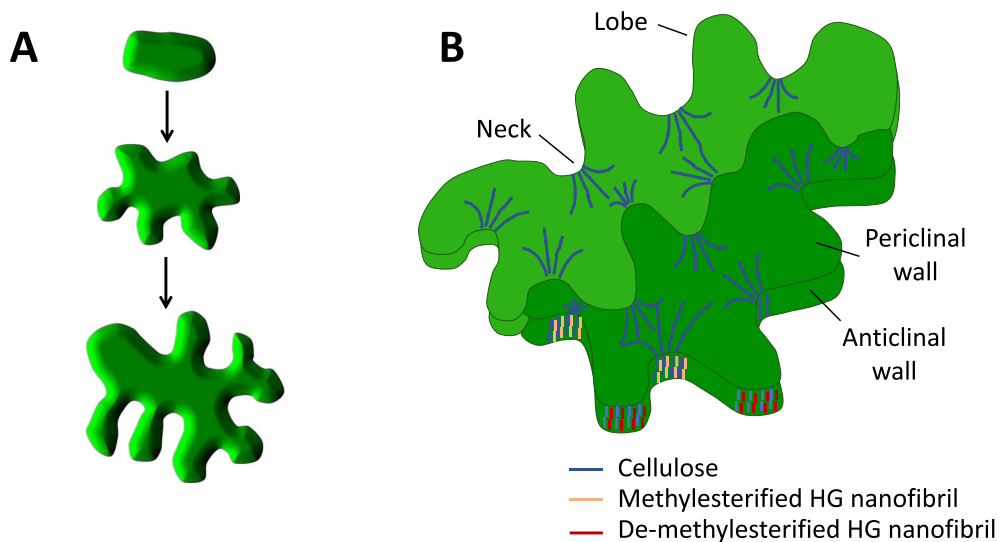 A
B
Lobe
Neck
Periclinal
wall
Anticlinal
wall
Cellulose
Methylesterified HG nanofibril
De-methylesterified HG nanofibril